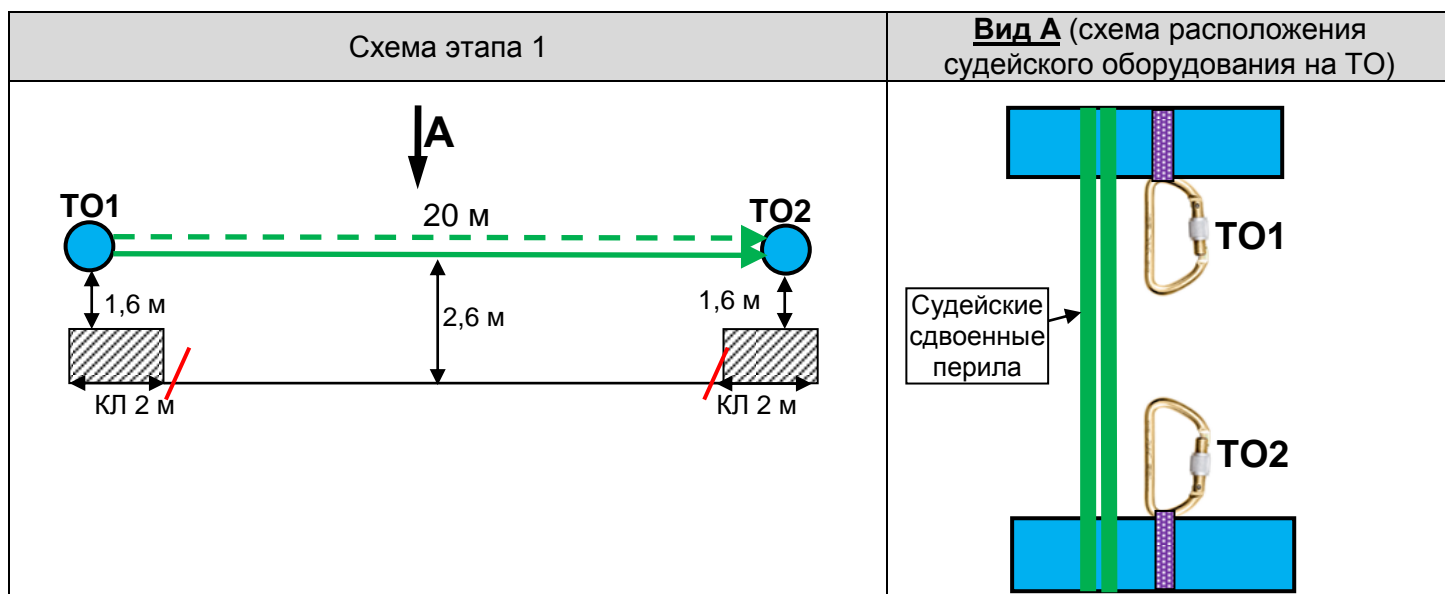 Схема этапа 1
Вид А (схема расположения
судейского оборудования на ТО)
А
ТО1
20 м
ТО2
1,6 м
2,6 м
1,6 м
КЛ 2 м
КЛ 2 м
ТО1
Судейские
сдвоенные
перила
ТО2